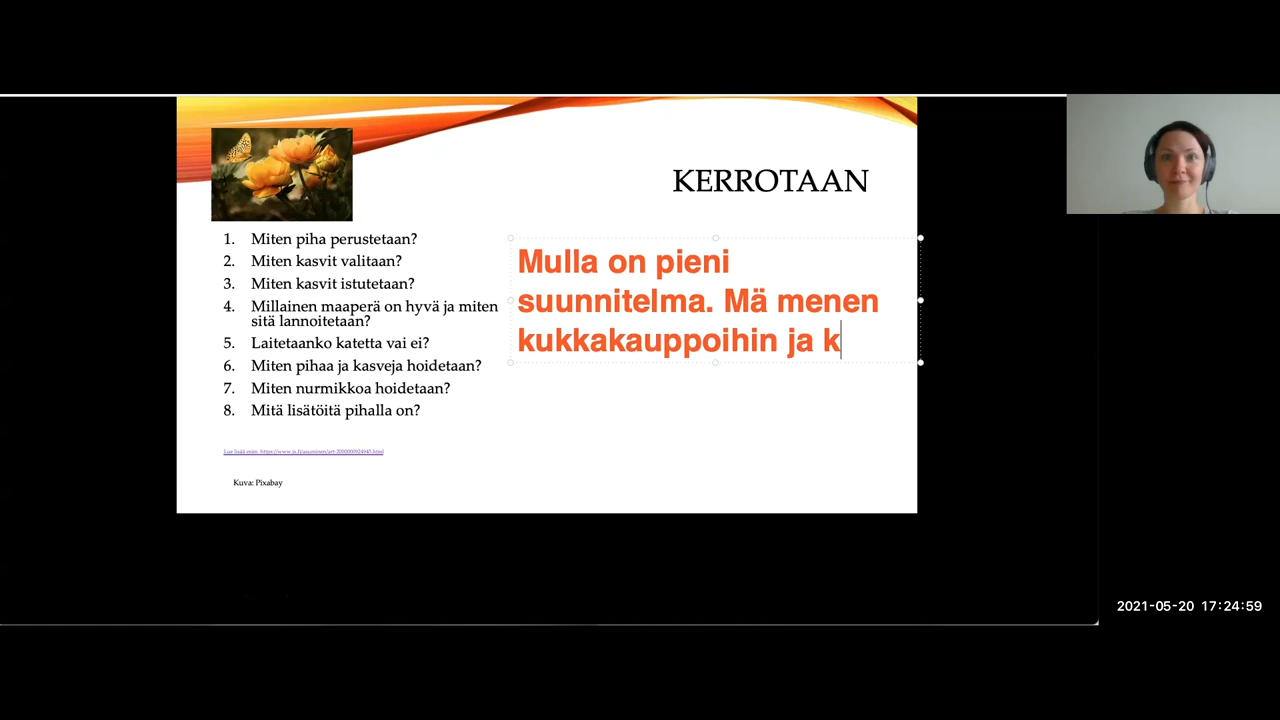 KERROTAAN
1. Miten piha perustetaan?
2. Miten kasvit valitaan?
3. Miten kasvit istutetaan?
4. Millainen maaperä on hyvä ja miten
sitä lannoitetaan?
5. Laitetaanko katetta vai ei?
6. Miten pihaa ja kasveja hoidetaan?
7. Miten nurmikkoa hoidetaan?
8. Mitä lisätöitä pihalla on?
Mulla on pieni
suunnitelma. Mä menen
kukkakauppoihin ja k
Kuva: Pixabay
2021-05-20 17:24:59